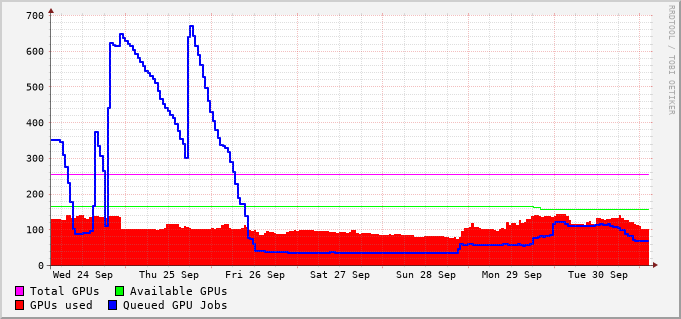 700
600
500
400
300
200
100
0
Wed 24 Sep Thu 25 Sep Fri 26 Sep Sat 27 Sep Sun 28 Sep Mon 29 Sep Tue 30 Sep
Total GPUs Available GPUs
GPUs used Queued GPU Jobs
RRDTOOL / TOBI OETIKER